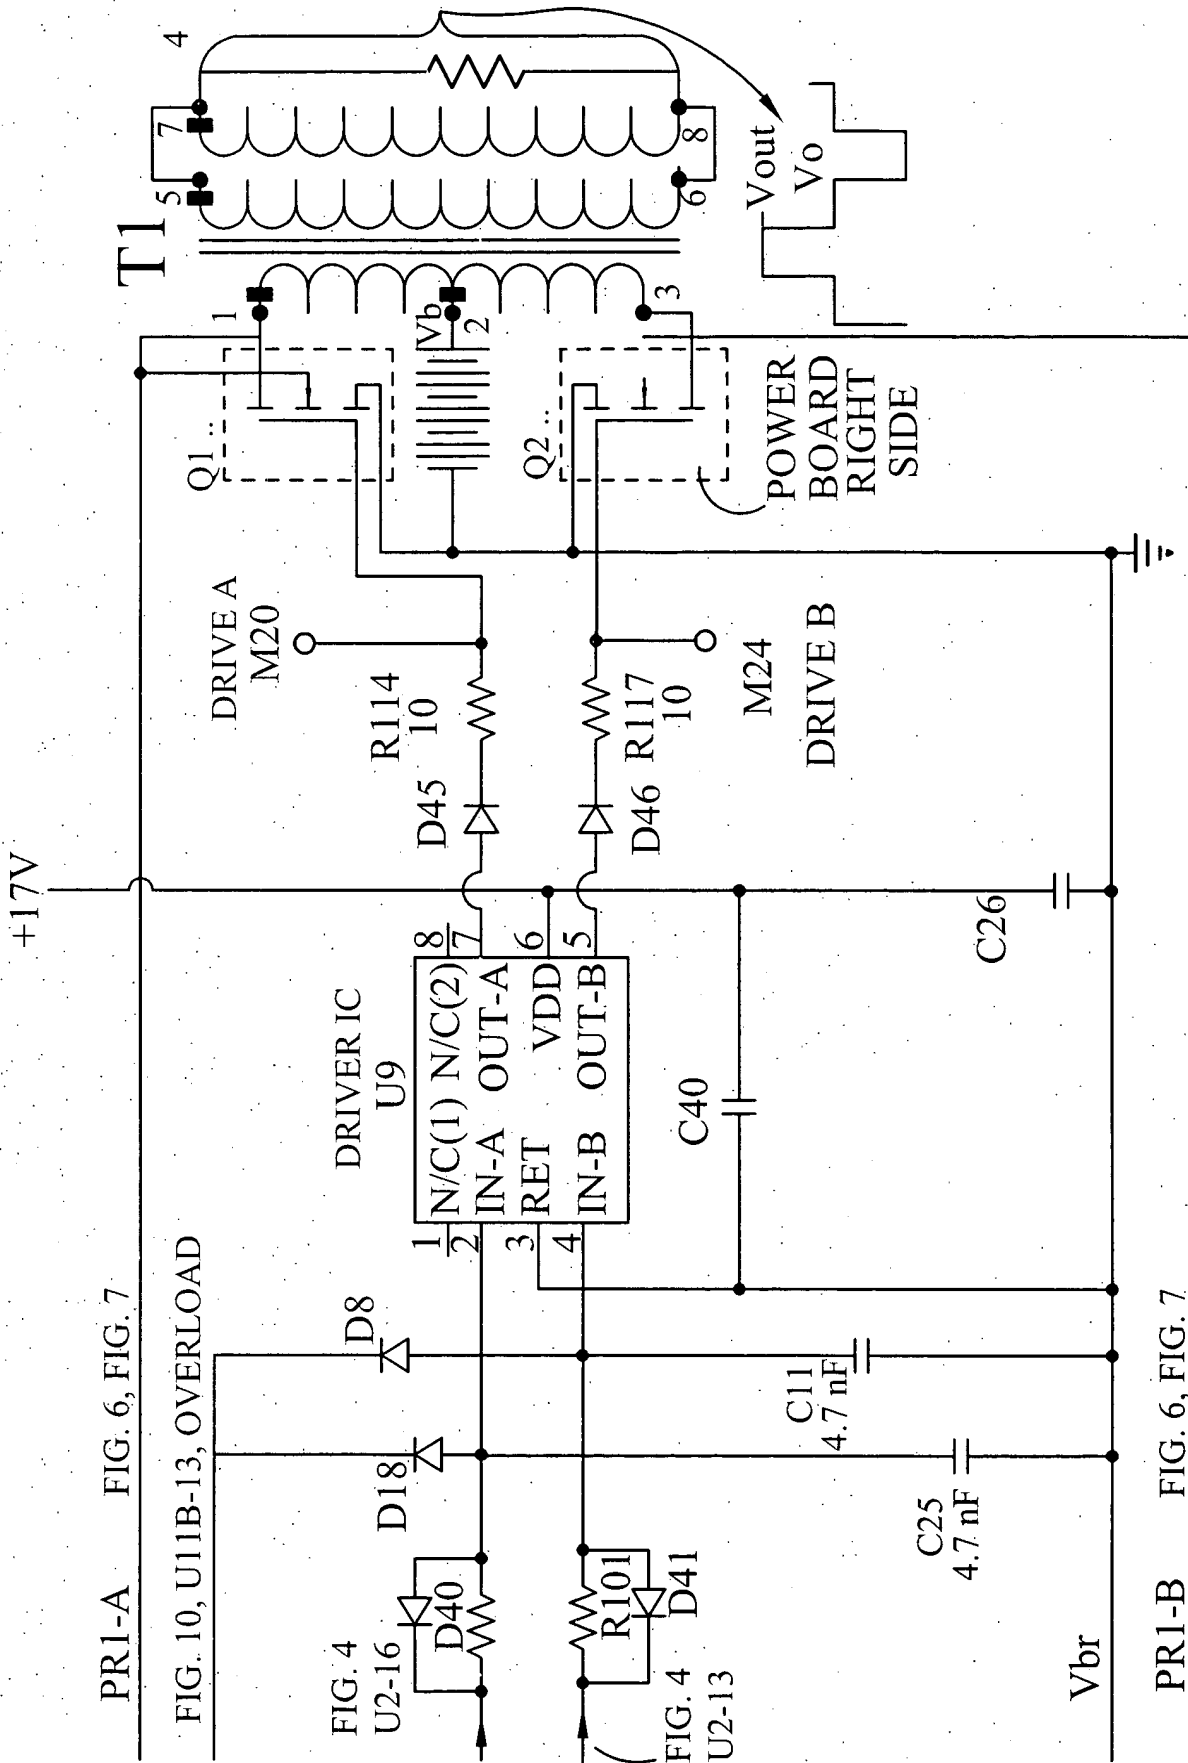 PR1-A
FIG. 6, FIG. 7
+17V
FIG. 10, U11B-13, OVERLOAD
FIG. 4
U2-16
D40
D18
D8
DRIVER IC
U9
1
2
3
4
N/C(1) N/C(2)
IN-A OUT-A
RET VDD
IN-B OUT-B
8
7
6
5
D45
R114
10
DRIVE A
M20
Q1..
1
T1
5
7
4
Vb
2
Q2..
3
6
8
R101
D41
FIG. 4
U2-13
C25
4.7 nF
C11
4.7 nF
C40
C26
D46
R117
10
M24
DRIVE B
POWER
BOARD
RIGHT
SIDE
Vout
Vo
Vbr
PR1-B
FIG. 6, FIG. 7